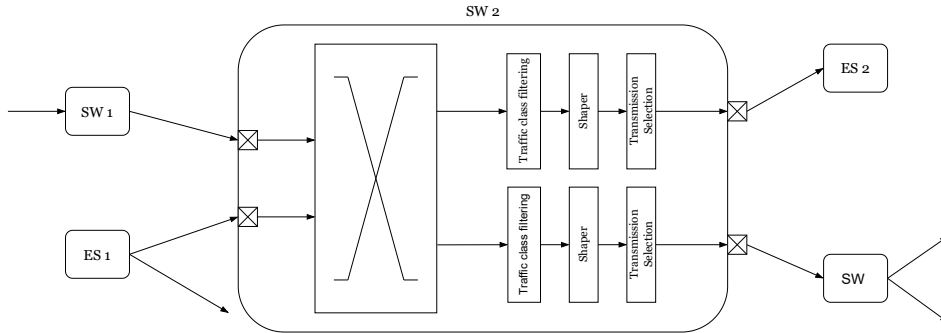 SW 2
SW 1
ES 1
Traffic class filtering
Shaper
Transmission
Selection
Traffic class filtering
Shaper
Transmission
Selection
ES 2
SW